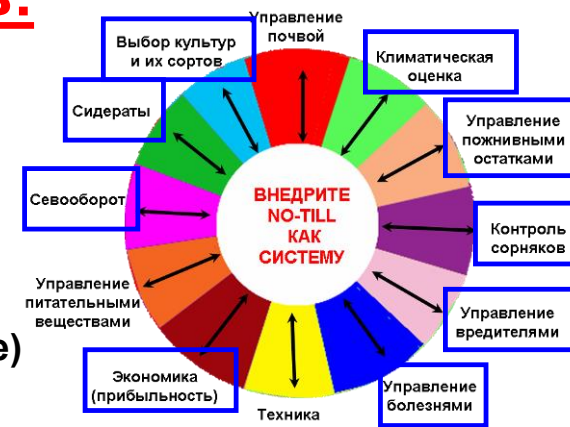 в:
Управление
почвой
Выбор культур
и их сортов
Климатическая
оценка
Сидераты
Управление
пожнивными
остатками
Севооборот
ВНЕДРИТЕ
NO-TILL
КАК
СИСТЕМУ
Контроль
сорняков
Управление
питательными
веществами
Управление
вредителями
е)
Экономика
(прибыльность)
Техника
Управление
болезнями